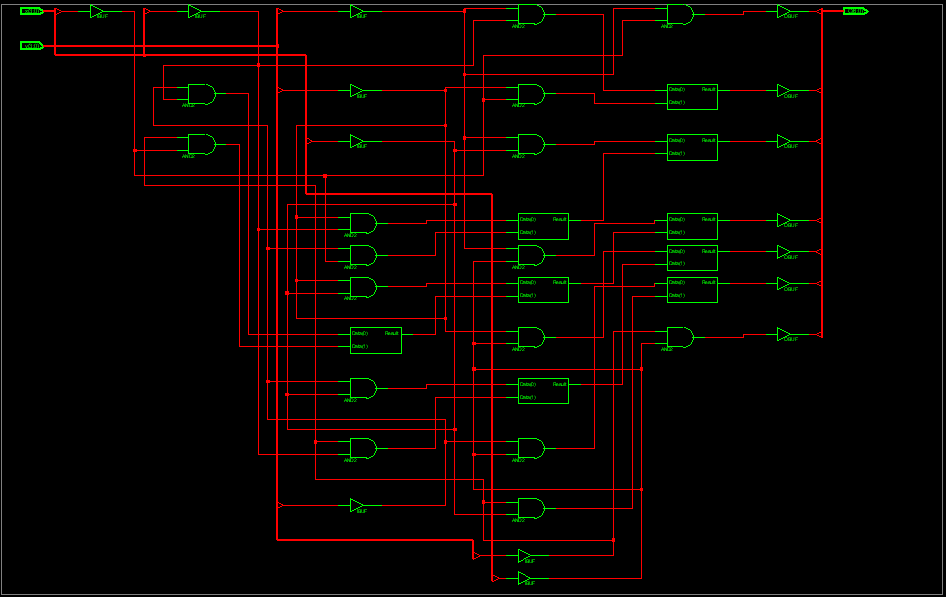 IBUF IBUF IBUF OBUF
AND2 AND2
Data(0) Result
IBUF OBUF
Data(1)
AND2 AND2
Data(0) Result
IBUF OBUF
Data(1)
AND2 AND2
Data(0) Result Data(0) Result
OBUF
Data(1) Data(1)
AND2
Data(0) Result
OBUF
Data(1)
AND2 AND2
Data(0) Result Data(0) Result
OBUF
Data(1) Data(1)
AND2
Data(0) Result
OBUF
Data(1)
AND2 AND2
Data(0) Result
Data(1)
AND2
AND2 AND2
IBUF
AND2
IBUF
IBUF